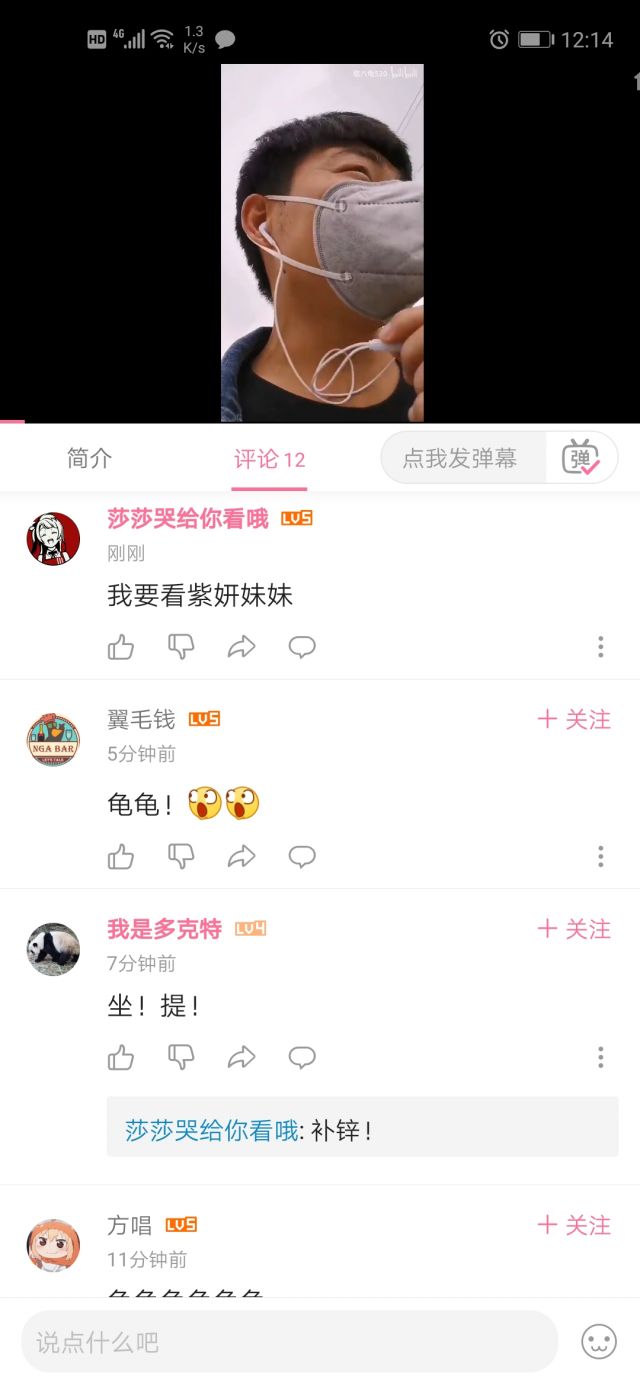 HD 4G 1.3 K/s 12:14
bilibili
简介 评论 12 点我发弹幕 弹
莎莎哭给你看哦 LV5
刚刚
我要看紫妍妹妹
翼毛钱 LV5 + 关注
5分钟前
NGA BAR
龟龟！
我是多克特 LV4 + 关注
7分钟前
坐！提！
莎莎哭给你看哦: 补锌！
方唱 LV5 + 关注
11分钟前
说点什么吧